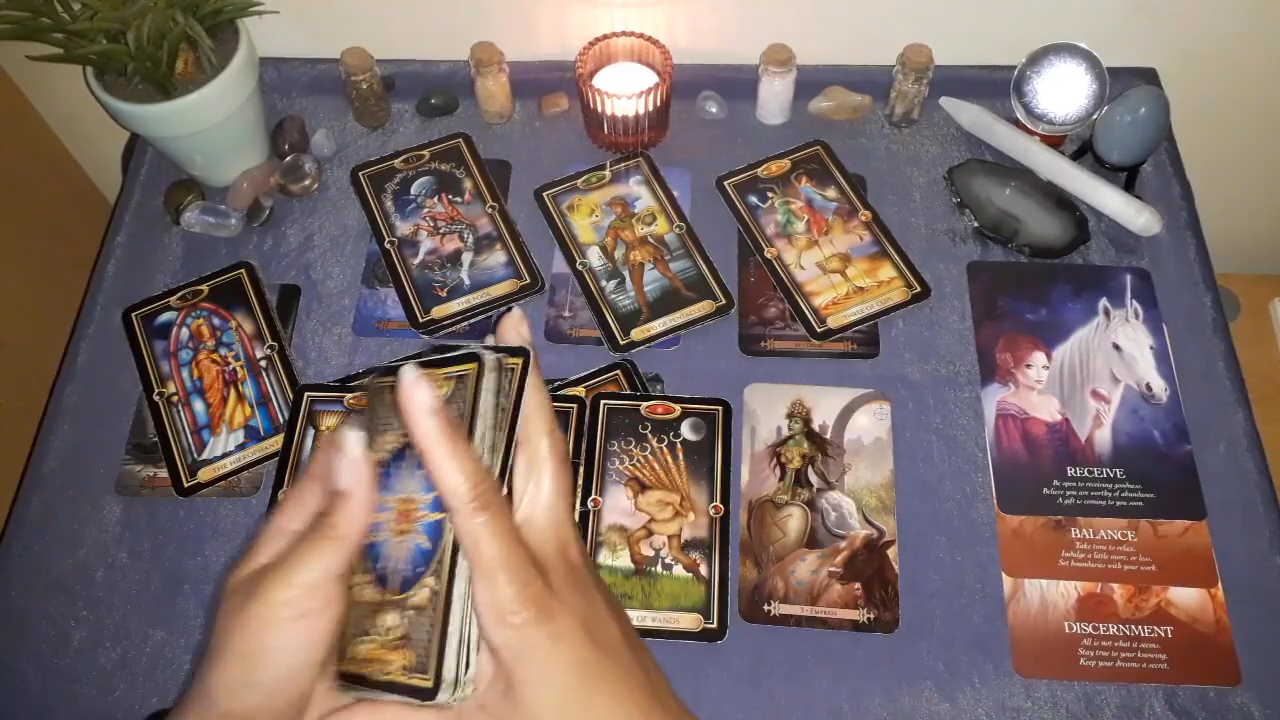 THE FOOL
TWO OF PENTACLES
THREE OF CUPS
V
THE HIEROPHANT
OF WANDS
3 - EMPRESS
RECEIVE
Be open to receiving goodness.
Believe you are worthy of abundance.
A gift is coming to you soon.
BALANCE
Take time to relax.
Indulge a little more, or less.
Set boundaries with your work.
DISCERNMENT
All is not what it seems.
Stay true to your knowing.
Keep your dreams a secret.